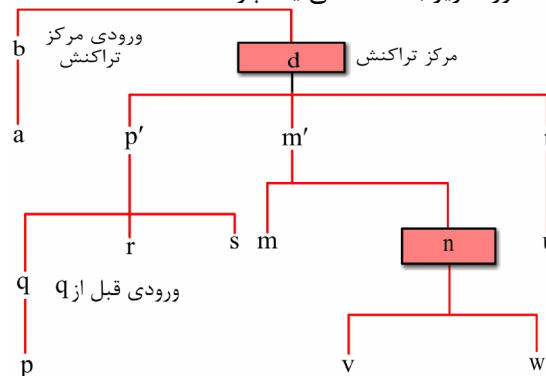 b
ورودی مرکز
تراکنش
d
مرکز تراکنش
a
p′
m′
r
s
m
n
q
ورودی قبل از q
p
v
w